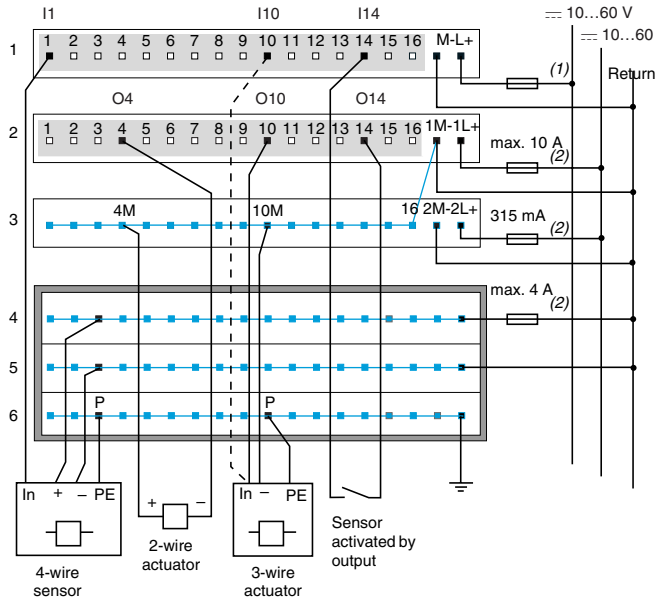 I1 I10 I14
⎓ 10...60 V
⎓ 10...60
Return
1
1 2 3 4 5 6 7 8 9 10 11 12 13 14 15 16 M-L+
(1)
O4 O10 O14
2
1 2 3 4 5 6 7 8 9 10 11 12 13 14 15 16 1M-1L+
max. 10 A
(2)
3
4M 10M 16 2M-2L+
315 mA
(2)
max. 4 A
(2)
4
5
6
P P
In + – PE
+ –
In – PE
4-wire
sensor
2-wire
actuator
3-wire
actuator
Sensor
activated by
output